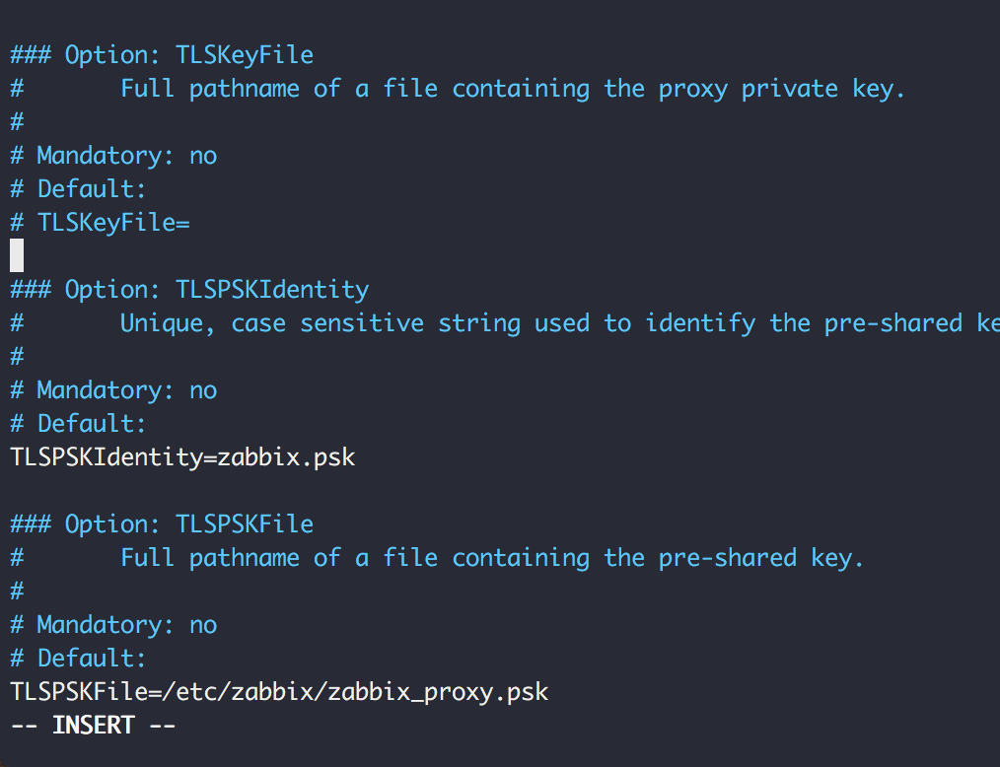 ### Option: TLSKeyFile
# Full pathname of a file containing the proxy private key.
#
# Mandatory: no
# Default:
# TLSKeyFile=
### Option: TLSPSKIdentity
# Unique, case sensitive string used to identify the pre-shared ke
#
# Mandatory: no
# Default:
TLSPSKIdentity=zabbix.psk
### Option: TLSPSKFile
# Full pathname of a file containing the pre-shared key.
#
# Mandatory: no
# Default:
TLSPSKFile=/etc/zabbix/zabbix_proxy.psk
-- INSERT --